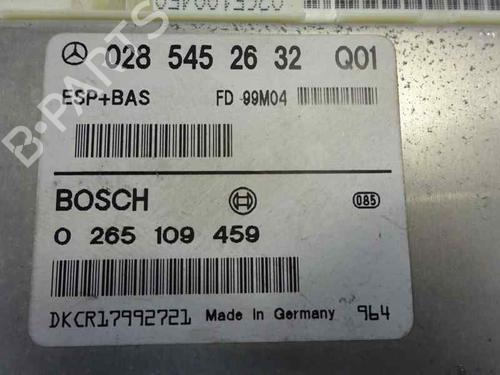 028 545 26 32 Q01
ESP+BAS FD 99M04
BOSCH 085
0 265 109 459
DKCR17992721 Made in Germany 964
B-PARTS